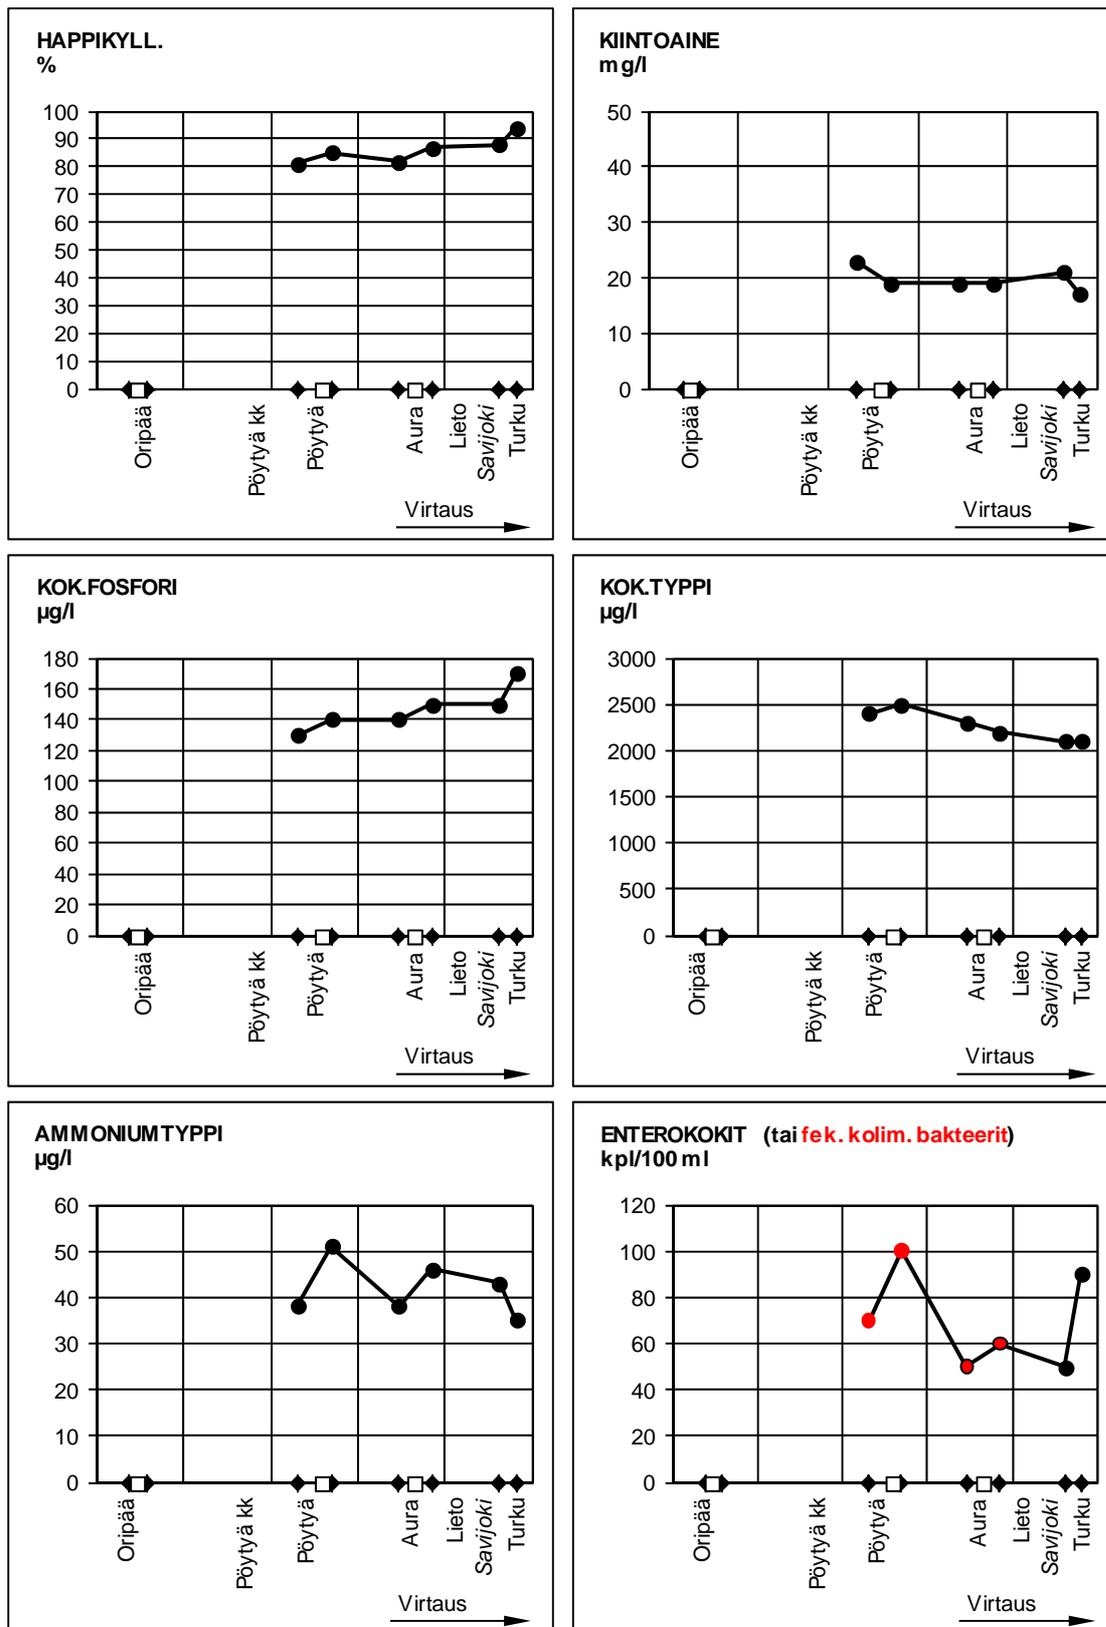 HAPPIKYLL.
%
100
90
80
70
60
50
40
30
20
10
0
Oripää
Pöytyä kk
Pöytyä
Aura
Lieto
Savijoki
Turku
Virtaus
KIINTOAINE
mg/l
50
40
30
20
10
0
Oripää
Pöytyä kk
Pöytyä
Aura
Lieto
Savijoki
Turku
Virtaus
KOK.FOSFORI
µg/l
180
160
140
120
100
80
60
40
20
0
Oripää
Pöytyä kk
Pöytyä
Aura
Lieto
Savijoki
Turku
Virtaus
KOK.TYPPI
µg/l
3000
2500
2000
1500
1000
500
0
Oripää
Pöytyä kk
Pöytyä
Aura
Lieto
Savijoki
Turku
Virtaus
AMMONIUMTYPPI
µg/l
60
50
40
30
20
10
0
Oripää
Pöytyä kk
Pöytyä
Aura
Lieto
Savijoki
Turku
Virtaus
ENTEROKOKIT (tai fek. kolim. bakteerit)
kpl/100 ml
120
100
80
60
40
20
0
Oripää
Pöytyä kk
Pöytyä
Aura
Lieto
Savijoki
Turku
Virtaus